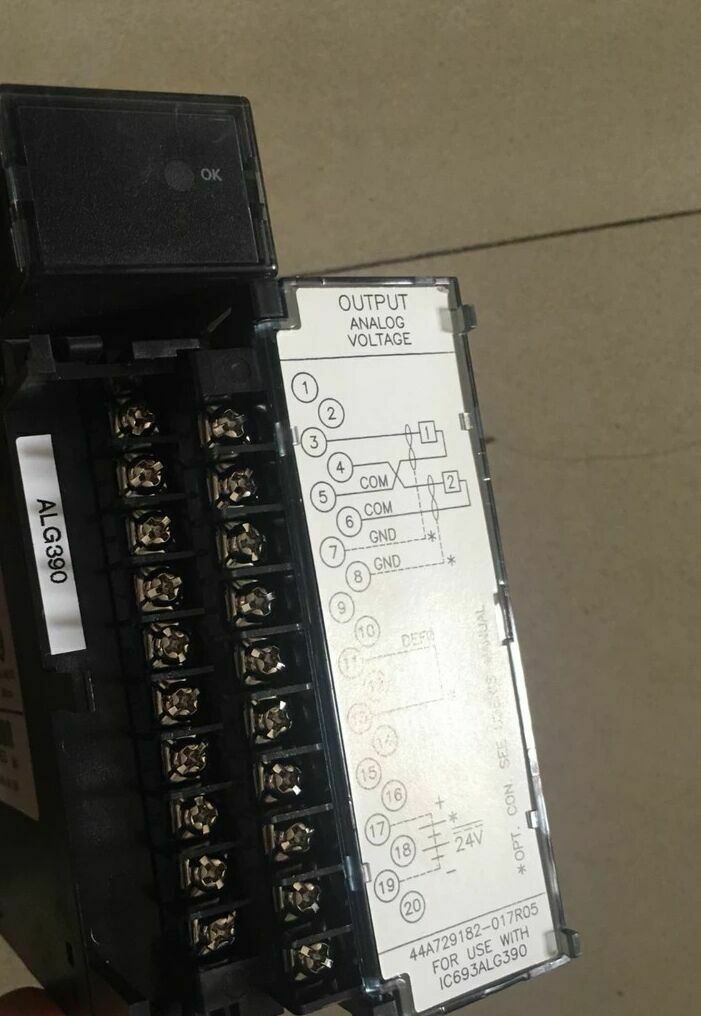 OK
ALG390
OUTPUT
ANALOG
VOLTAGE
1
2
3
1
4
COM
5
2
6
COM
7
GND
*
8
GND
*
9
10
11
12
13
14
15
16
+
17
*
18
24V
19
-
20
*OPT. CON. SEE MANUAL
44A729182-017R05
FOR USE WITH
IC693ALG390